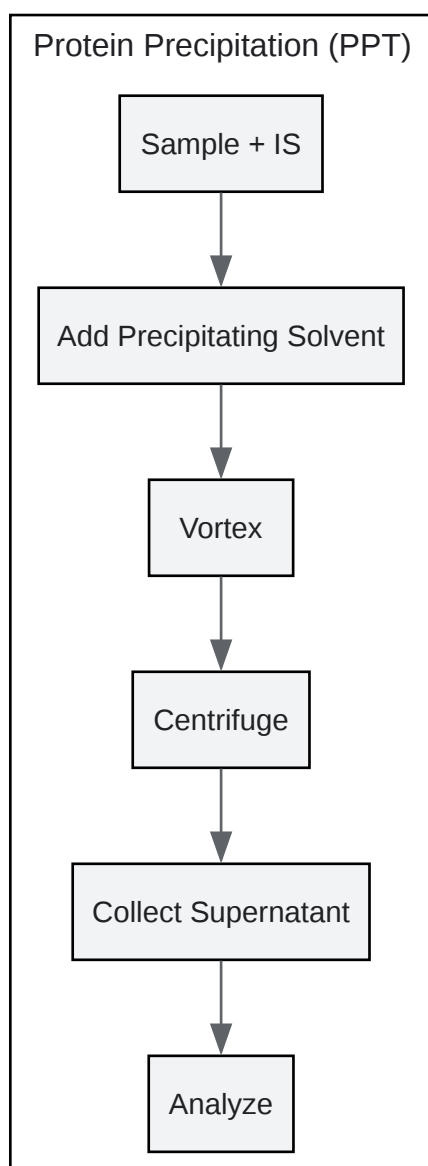 Protein Precipitation (PPT)
Sample + IS
Add Precipitating Solvent
Vortex
Centrifuge
Collect Supernatant
Analyze